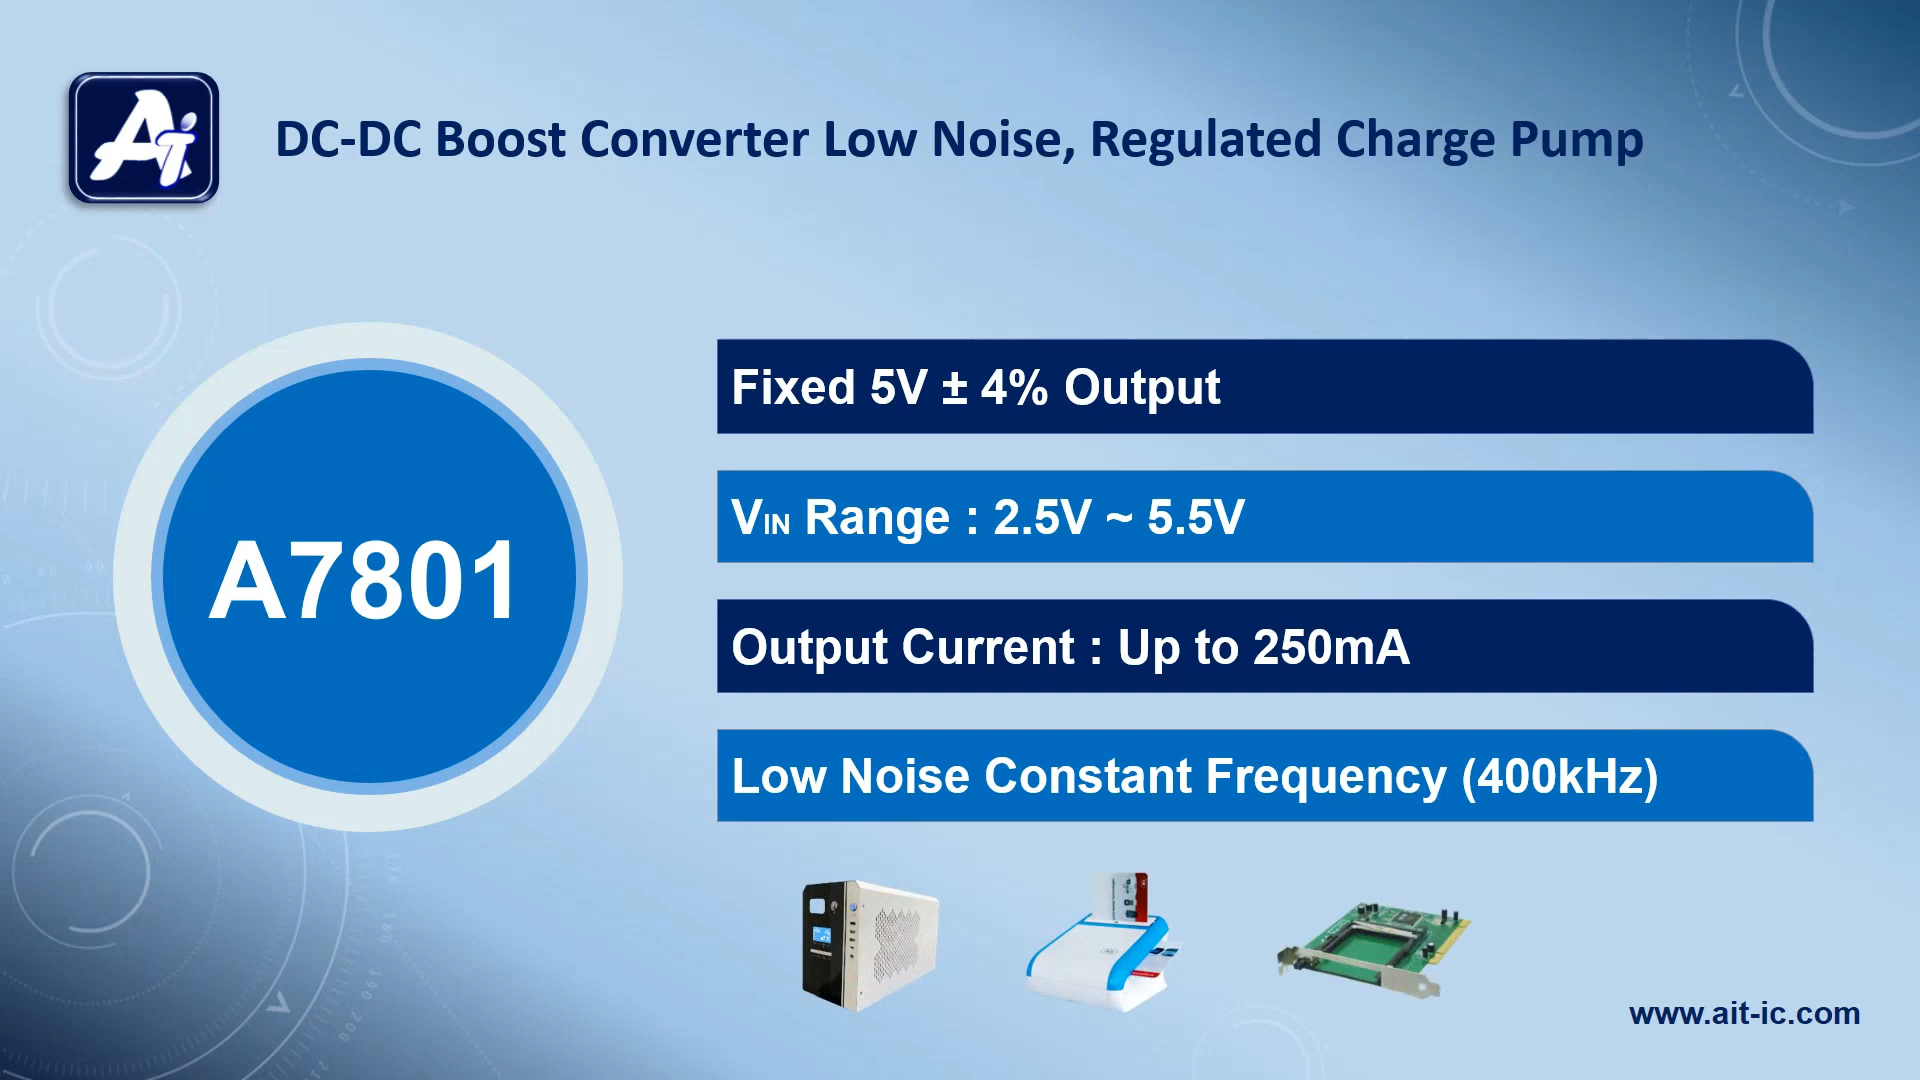 Ai
DC-DC Boost Converter Low Noise, Regulated Charge Pump
A7801
Fixed 5V ± 4% Output
VIN Range : 2.5V ~ 5.5V
Output Current : Up to 250mA
Low Noise Constant Frequency (400kHz)
www.ait-ic.com